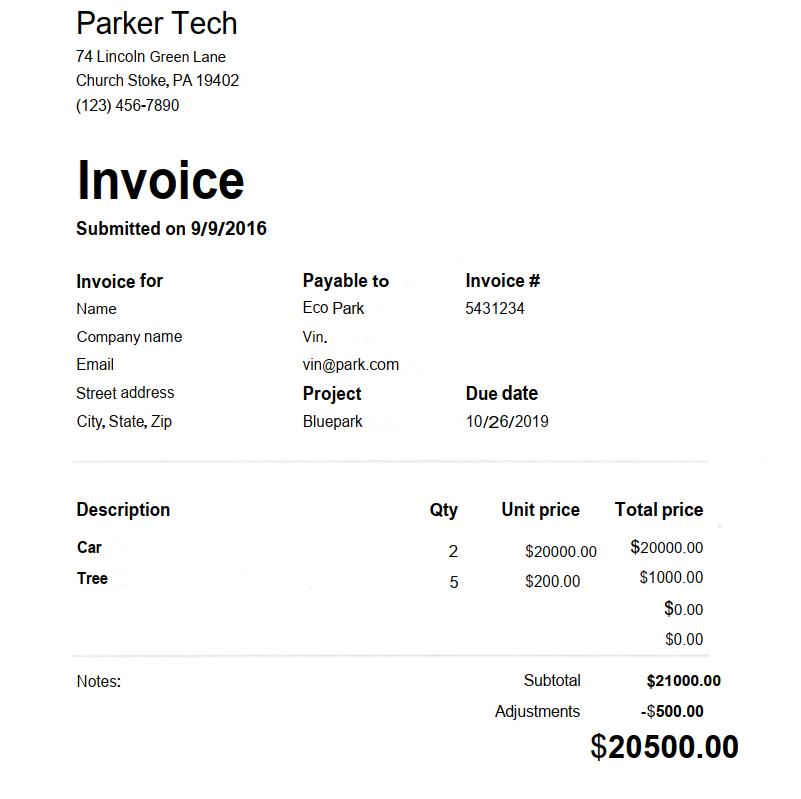 Parker Tech
74 Lincoln Green Lane
Church Stoke, PA 19402
(123) 456-7890
Invoice
Submitted on 9/9/2016
Invoice for Payable to Invoice #
Name Eco Park 5431234
Company name Vin.
Email vin@park.com
Street address Project Due date
City, State, Zip Bluepark 10/26/2019
Description Qty Unit price Total price
Car 2 $20000.00 $20000.00
Tree 5 $200.00 $1000.00
$0.00
$0.00
Notes: Subtotal $21000.00
Adjustments -$500.00
$20500.00